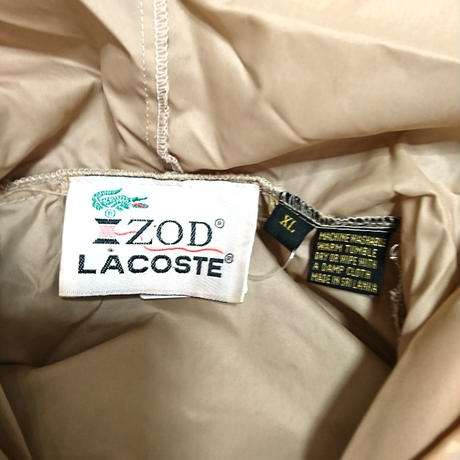 IZOD®
LACOSTE®
XL
MACHINE WASHABLE
WARM TUMBLE
DRY OR WIPE WITH
A DAMP CLOTH
MADE IN SRI LANKA